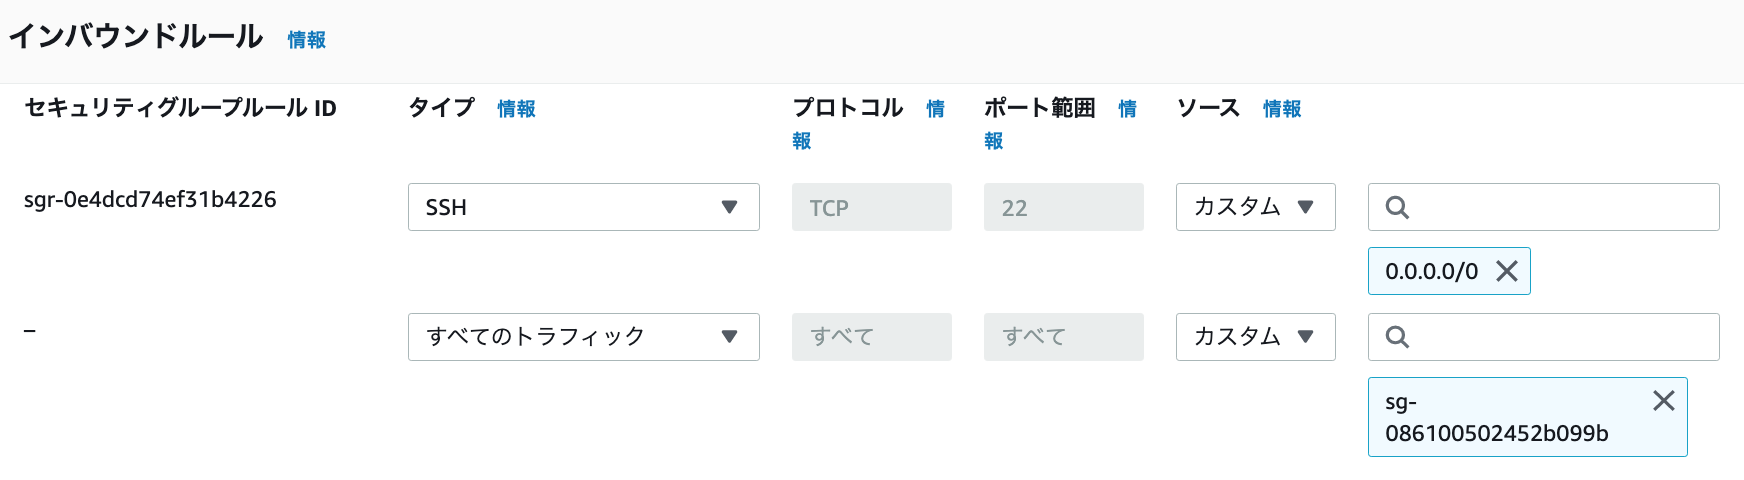 インバウンドルール 情報
セキュリティグループルール ID タイプ 情報 プロトコル 情報 ポート範囲 情報 ソース 情報
sgr-0e4dcd74ef31b4226 SSH TCP 22 カスタム
0.0.0.0/0
– すべてのトラフィック すべて すべて カスタム
sg-
086100502452b099b